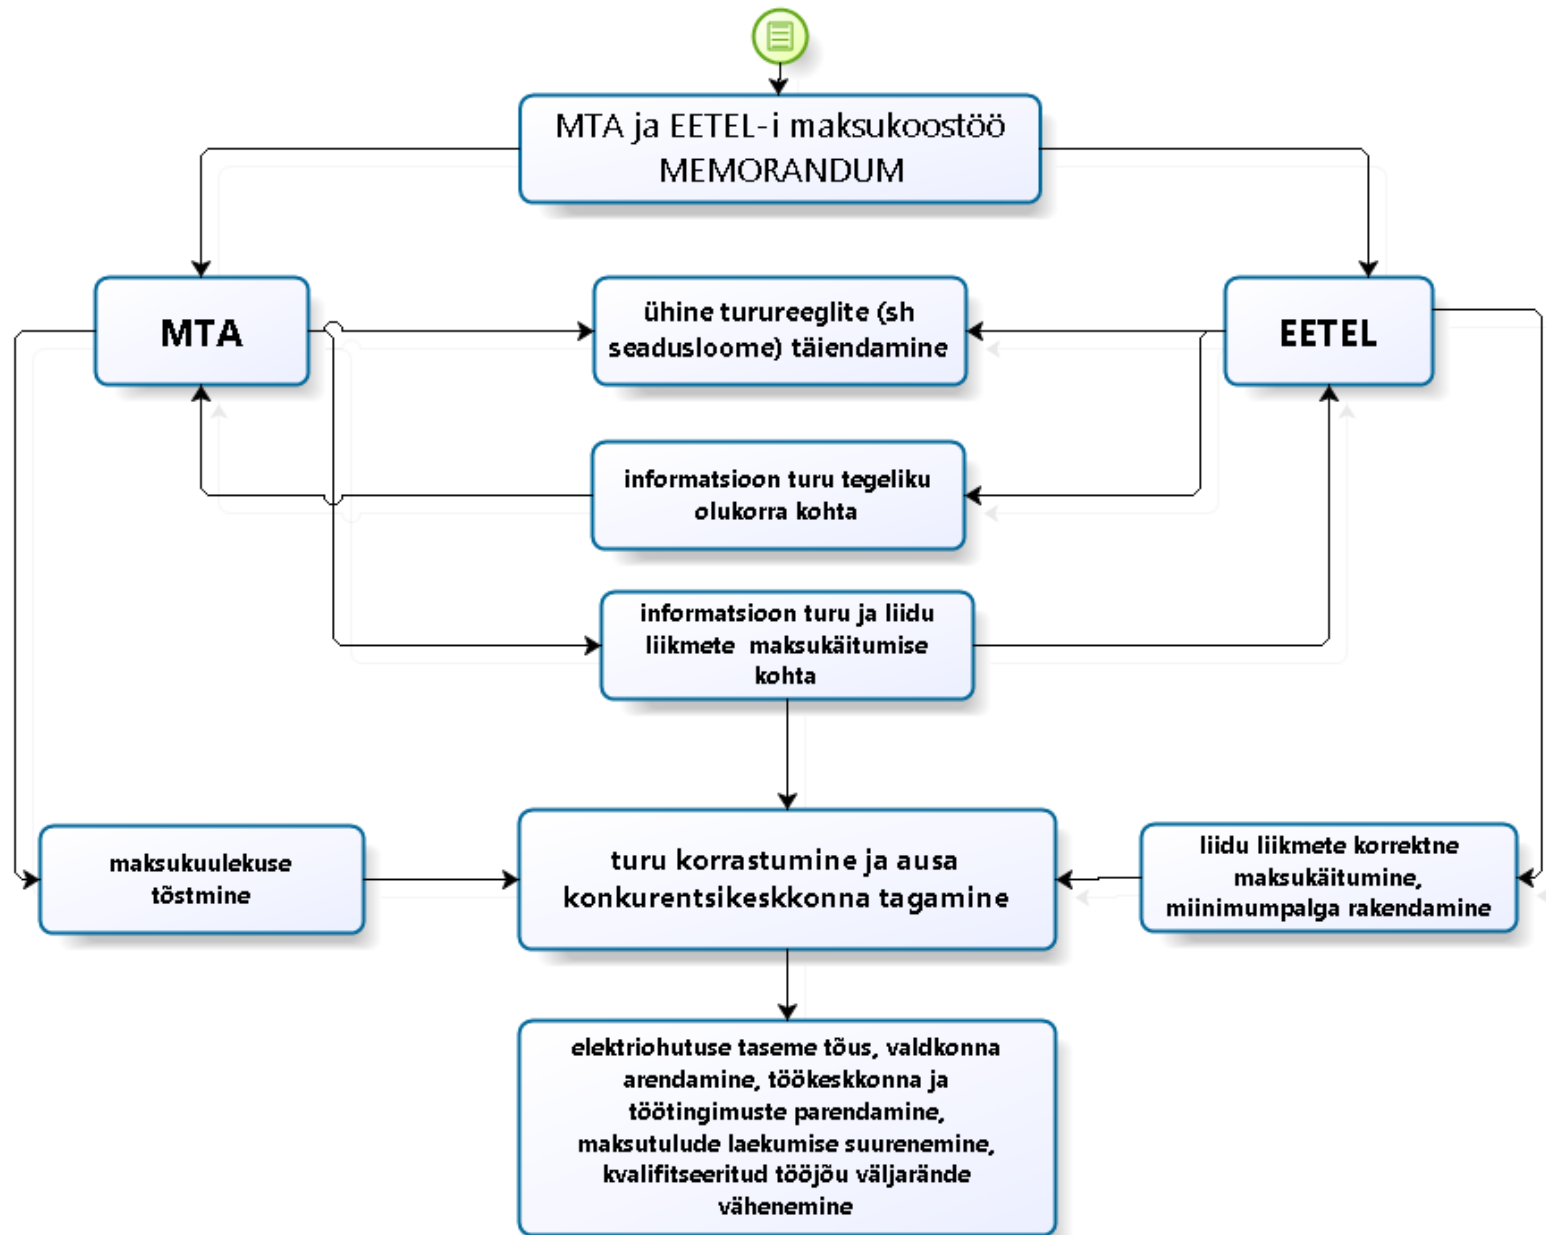 MTA ja EETEL-i maksukoostöö
MEMORANDUM
MTA
ühine turureeglite (sh
seadusloome) täiendamine
EETEL
informatsioon turu tegeliku
olukorra kohta
informatsioon turu ja liidu
liikmete maksukäitumise
kohta
maksukuulekuse
tõstmine
turu korrastumine ja ausa
konkurentsikeskkonna tagamine
liidu liikmete korrektne
maksukäitumine,
miinimumpalga rakendamine
elektriohutuse taseme tõus, valdkonna
arendamine, töökeskkonna ja
töötingimuste parendamine,
maksutulude laekumise suurenemine,
kvalifitseeritud tööjõu väljarände
vähenemine